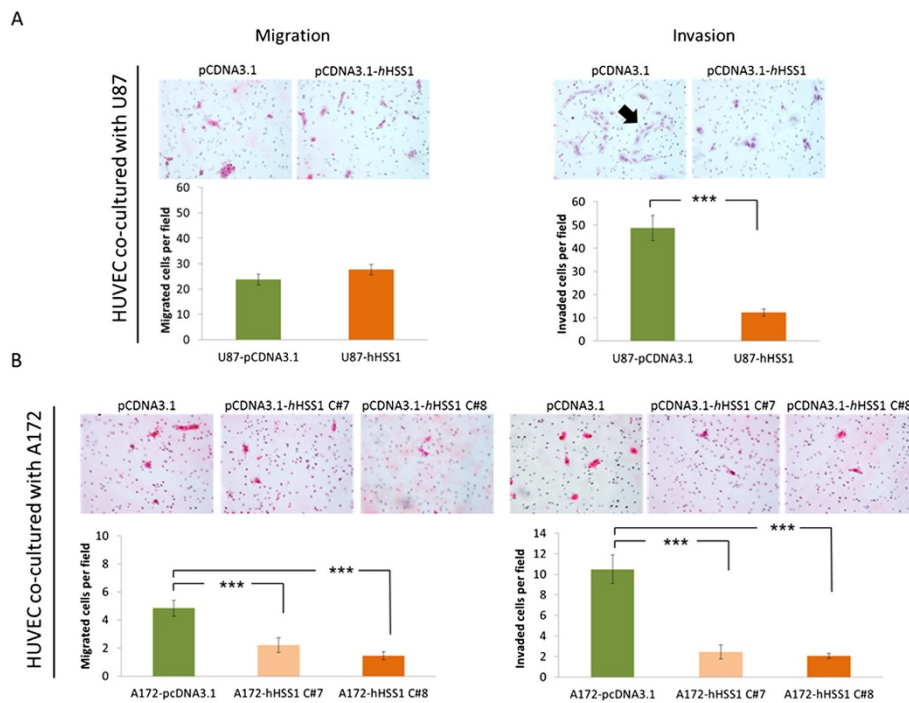 A
Migration
Invasion
HUVEC co-cultured with U87
pCDNA3.1
pCDNA3.1-hHSS1
pCDNA3.1
pCDNA3.1-hHSS1
Migrated cells per field
60
50
40
30
20
10
0
U87-pCDNA3.1
U87-hHSS1
Invaded cells per field
60
50
40
30
20
10
0
***
U87-pCDNA3.1
U87-hHSS1
B
HUVEC co-cultured with A172
pCDNA3.1
pCDNA3.1-hHSS1 C#7
pCDNA3.1-hHSS1 C#8
pCDNA3.1
pCDNA3.1-hHSS1 C#7
pCDNA3.1-hHSS1 C#8
Migrated cells per field
10
8
6
4
2
0
***
***
A172-pcDNA3.1
A172-hHSS1 C#7
A172-hHSS1 C#8
Invaded cells per field
14
12
10
8
6
4
2
0
***
***
A172-pcDNA3.1
A172-hHSS1 C#7
A172-hHSS1 C#8